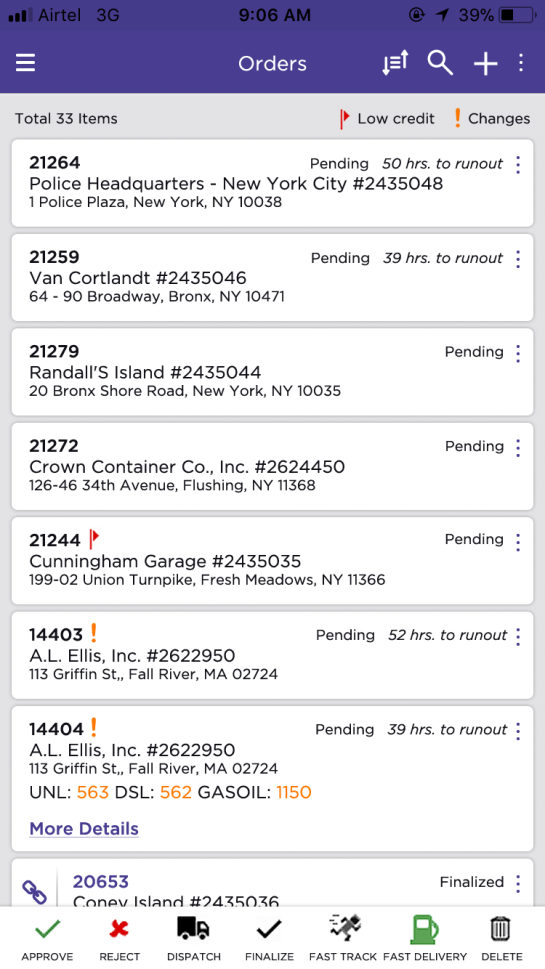 Airtel 3G 9:06 AM 39%
Orders
Total 33 Items Low credit Changes
21264 Pending 50 hrs. to runout
Police Headquarters - New York City #2435048
1 Police Plaza, New York, NY 10038
21259 Pending 39 hrs. to runout
Van Cortlandt #2435046
64 - 90 Broadway, Bronx, NY 10471
21279 Pending
Randall'S Island #2435044
20 Bronx Shore Road, New York, NY 10035
21272 Pending
Crown Container Co., Inc. #2624450
126-46 34th Avenue, Flushing, NY 11368
21244 Pending
Cunningham Garage #2435035
199-02 Union Turnpike, Fresh Meadows, NY 11366
14403 Pending 52 hrs. to runout
A.L. Ellis, Inc. #2622950
113 Griffin St,, Fall River, MA 02724
14404 Pending 39 hrs. to runout
A.L. Ellis, Inc. #2622950
113 Griffin St,, Fall River, MA 02724
UNL: 563 DSL: 562 GASOIL: 1150
More Details
20653 Finalized
Coney Island #2435036
APPROVE REJECT DISPATCH FINALIZE FAST TRACK FAST DELIVERY DELETE